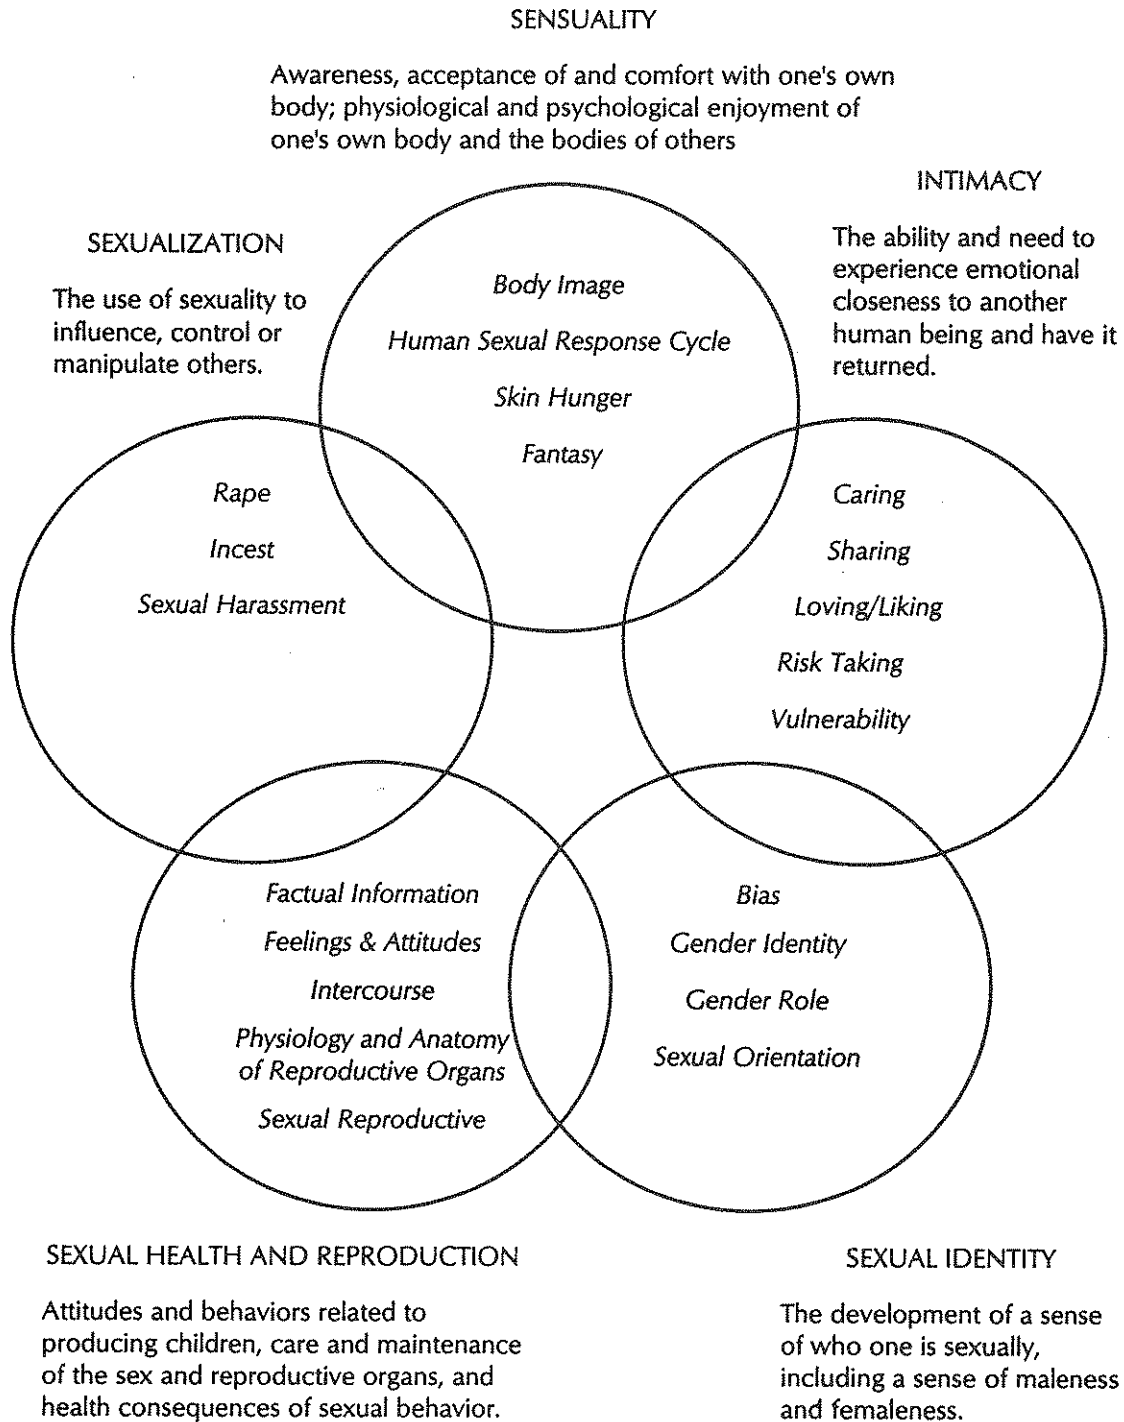 SENSUALITY
Awareness, acceptance of and comfort with one's own
body; physiological and psychological enjoyment of
one's own body and the bodies of others
INTIMACY
The ability and need to
experience emotional
closeness to another
human being and have it
returned.
SEXUALIZATION
The use of sexuality to
influence, control or
manipulate others.
Body Image
Human Sexual Response Cycle
Skin Hunger
Fantasy
Rape
Incest
Sexual Harassment
Caring
Sharing
Loving/Liking
Risk Taking
Vulnerability
Factual Information
Feelings & Attitudes
Intercourse
Physiology and Anatomy
of Reproductive Organs
Sexual Reproductive
Bias
Gender Identity
Gender Role
Sexual Orientation
SEXUAL HEALTH AND REPRODUCTION
Attitudes and behaviors related to
producing children, care and maintenance
of the sex and reproductive organs, and
health consequences of sexual behavior.
SEXUAL IDENTITY
The development of a sense
of who one is sexually,
including a sense of maleness
and femaleness.